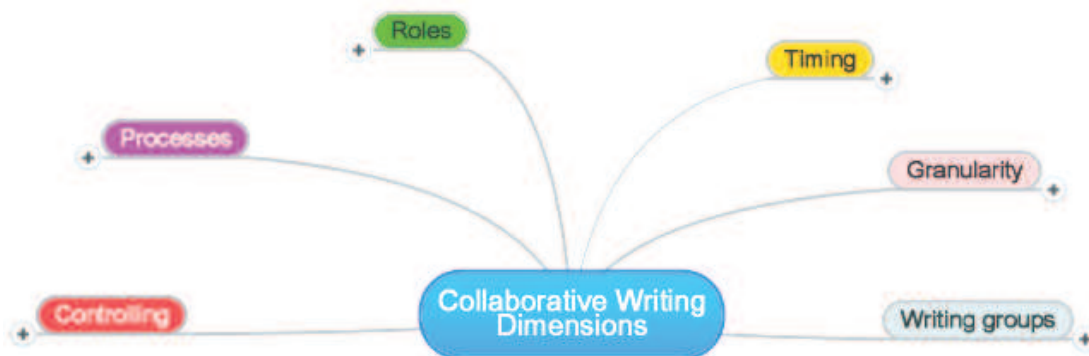 Roles
Timing
Processes
Granularity
Collaborative Writing
Dimensions
Controlling
Writing groups